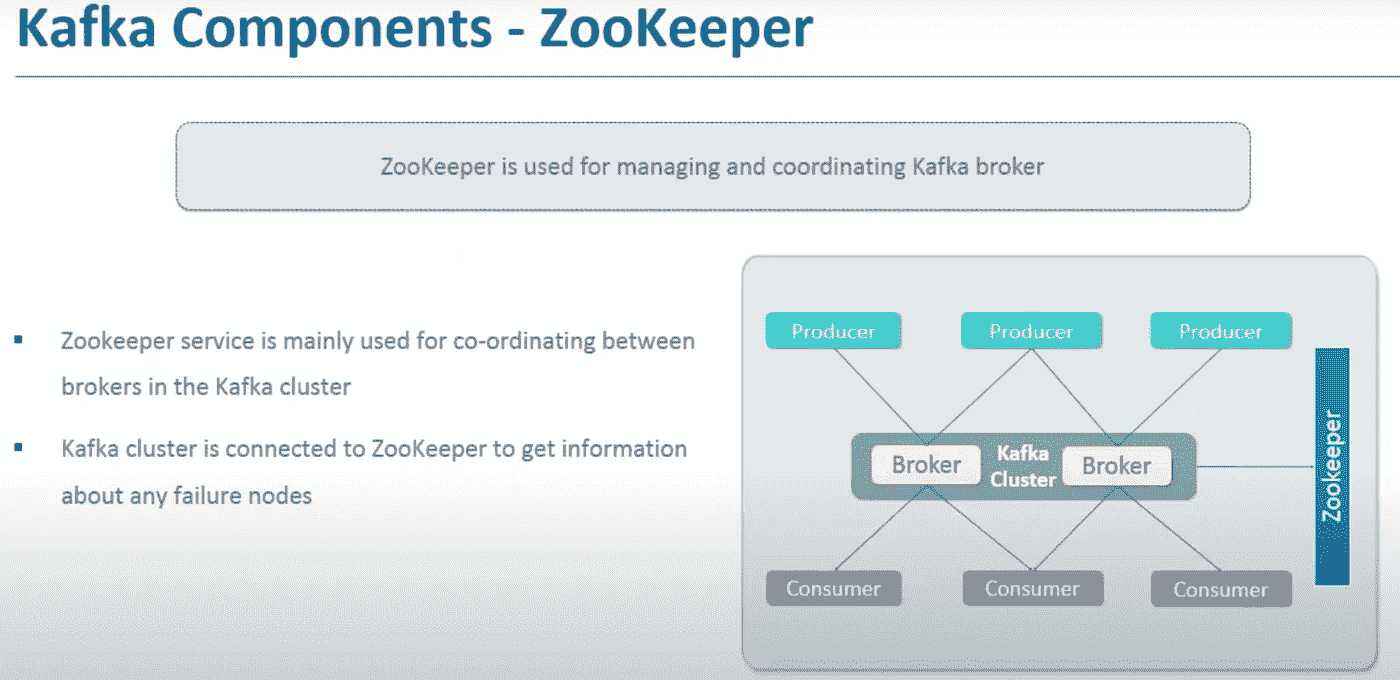 Kafka Components - ZooKeeper
ZooKeeper is used for managing and coordinating Kafka broker
Zookeeper service is mainly used for co-ordinating between
brokers in the Kafka cluster
Kafka cluster is connected to ZooKeeper to get information
about any failure nodes
Producer
Producer
Producer
Broker
Kafka
Cluster
Broker
Zookeeper
Consumer
Consumer
Consumer